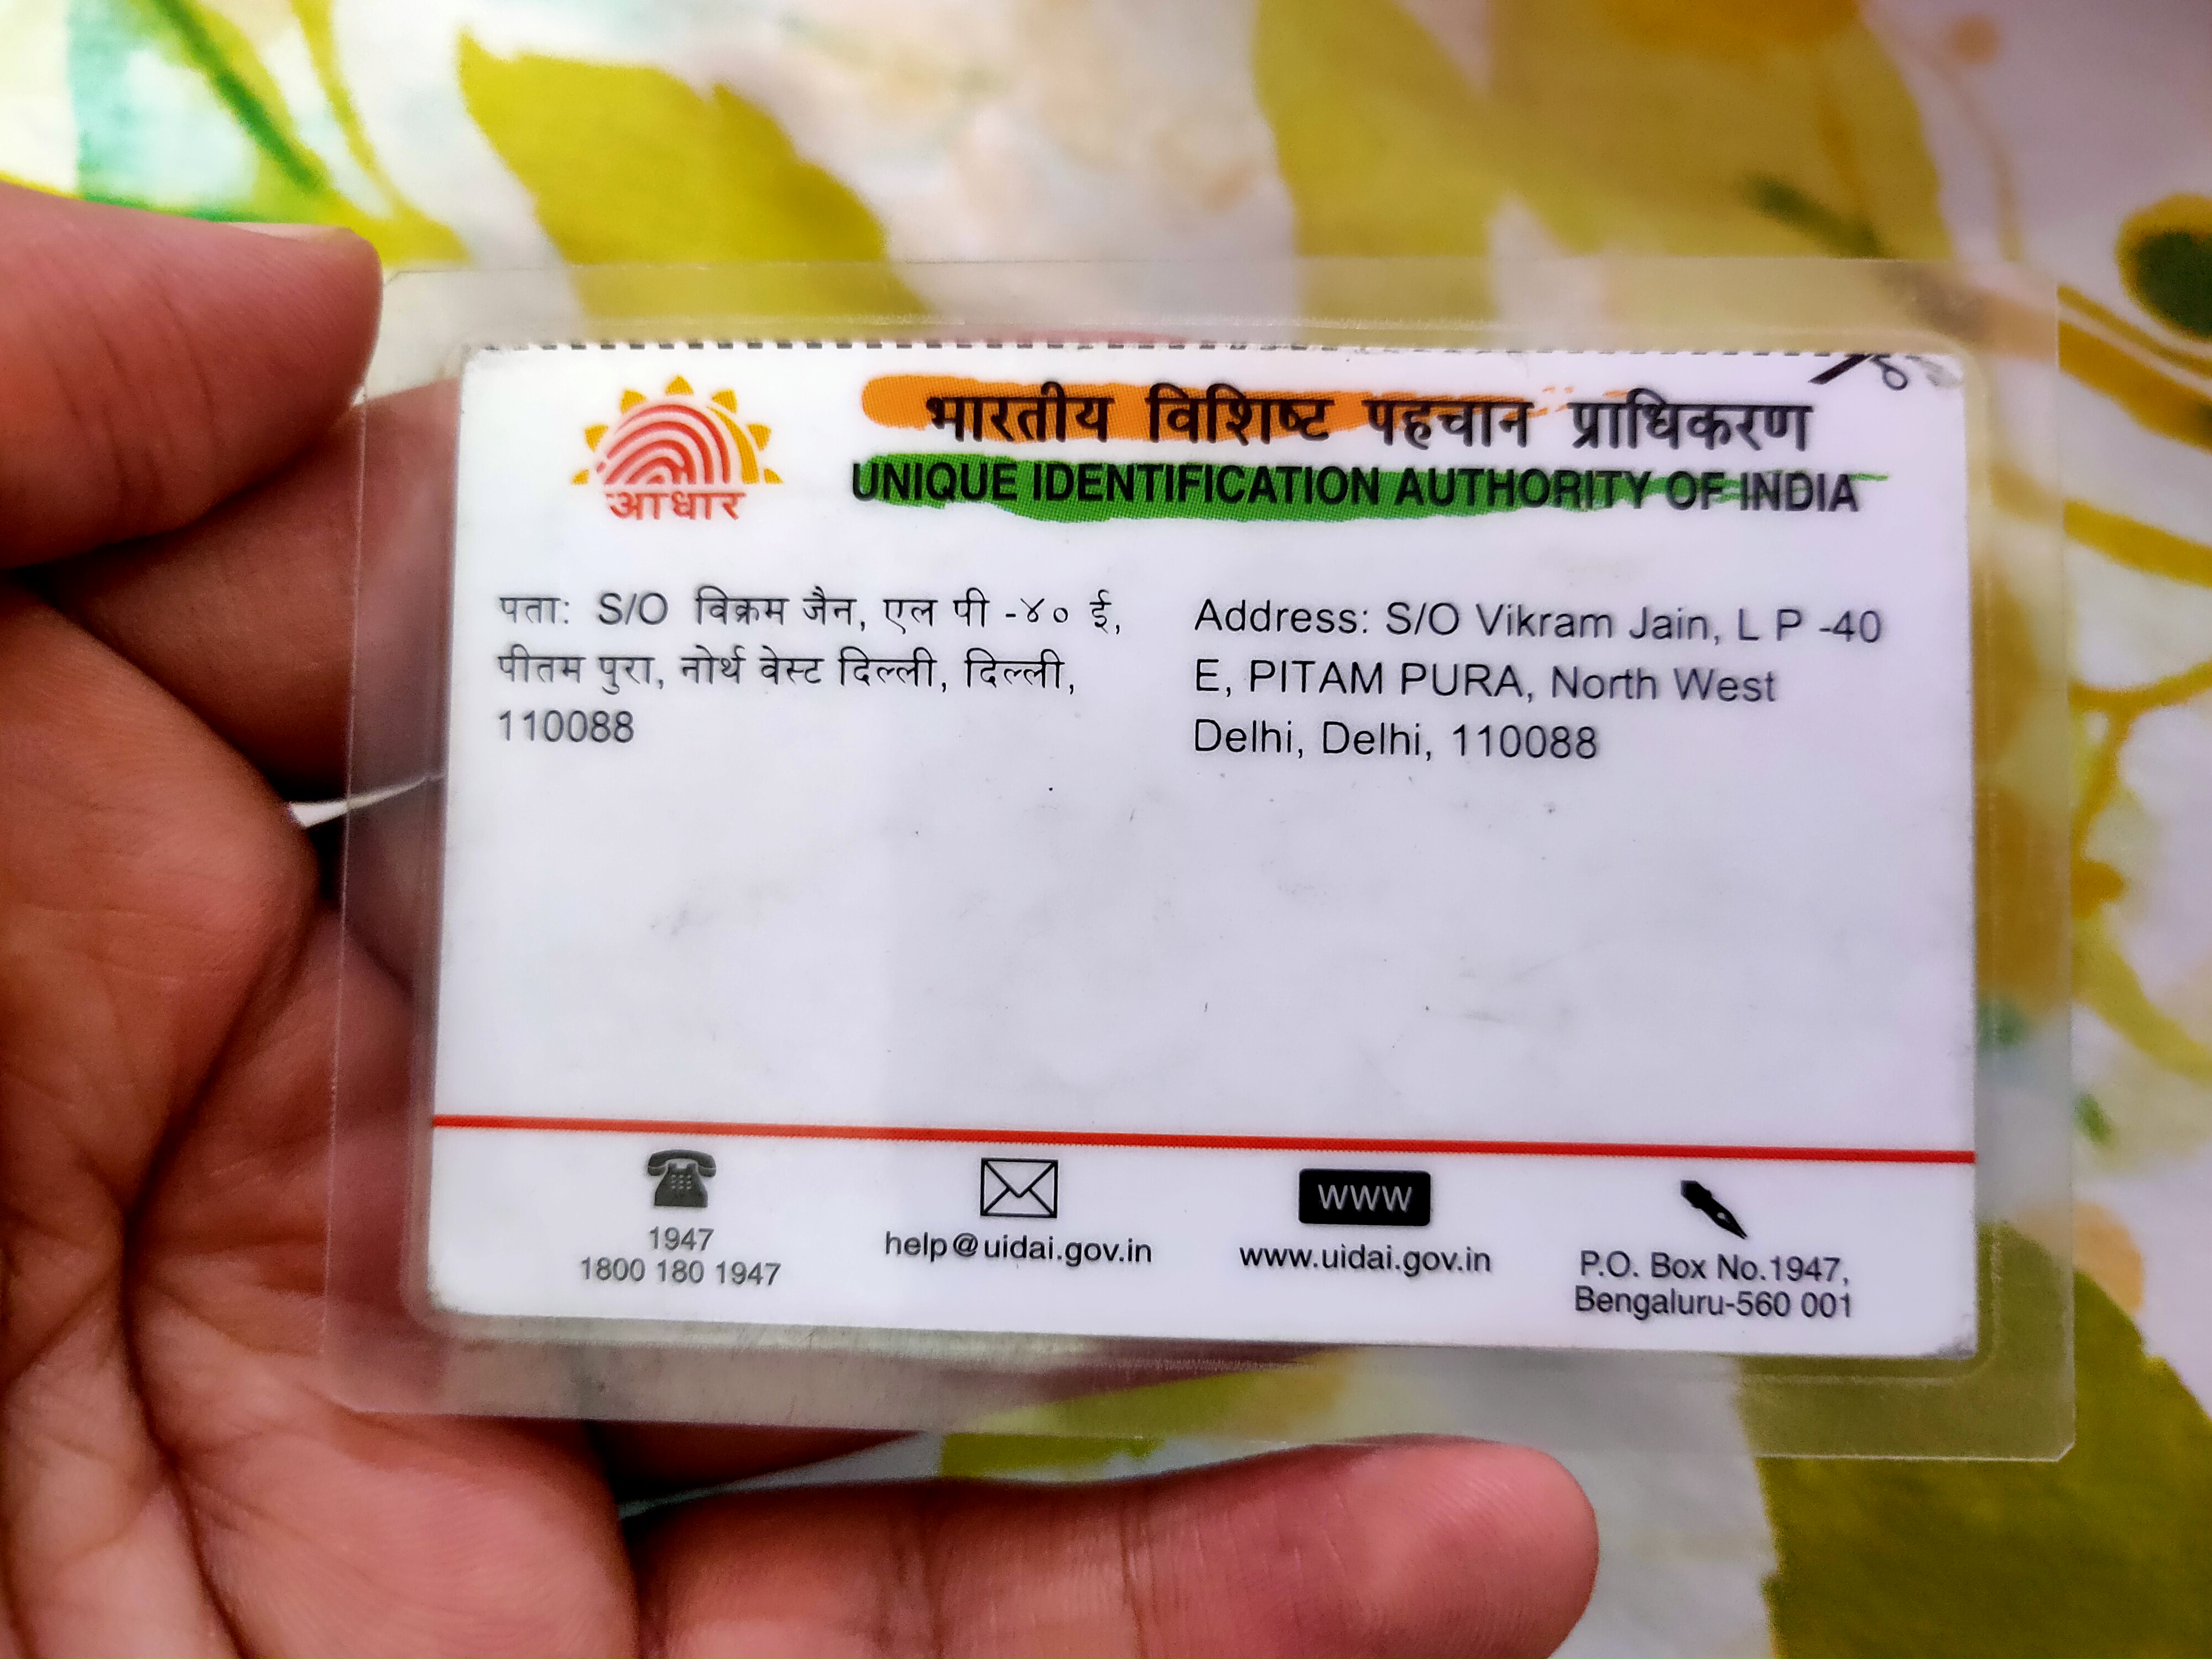 भारतीय विशिष्ट पहचान प्राधिकरण
UNIQUE IDENTIFICATION AUTHORITY OF INDIA
आधार
पता: S/O विक्रम जैन, एल पी -४० ई,
पीतम पुरा, नोर्थ वेस्ट दिल्ली, दिल्ली,
110088
Address: S/O Vikram Jain, L P -40
E, PITAM PURA, North West
Delhi, Delhi, 110088
1947
1800 180 1947
help@uidai.gov.in
WWW
www.uidai.gov.in
P.O. Box No.1947,
Bengaluru-560 001